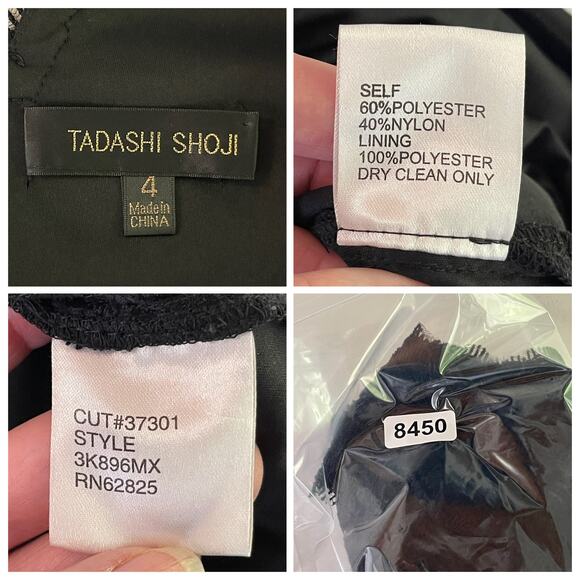 TADASHI SHOJI
4
Made in
CHINA
SELF
60%POLYESTER
40%NYLON
LINING
100%POLYESTER
DRY CLEAN ONLY
CUT#37301
STYLE
3K896MX
RN62825
8450